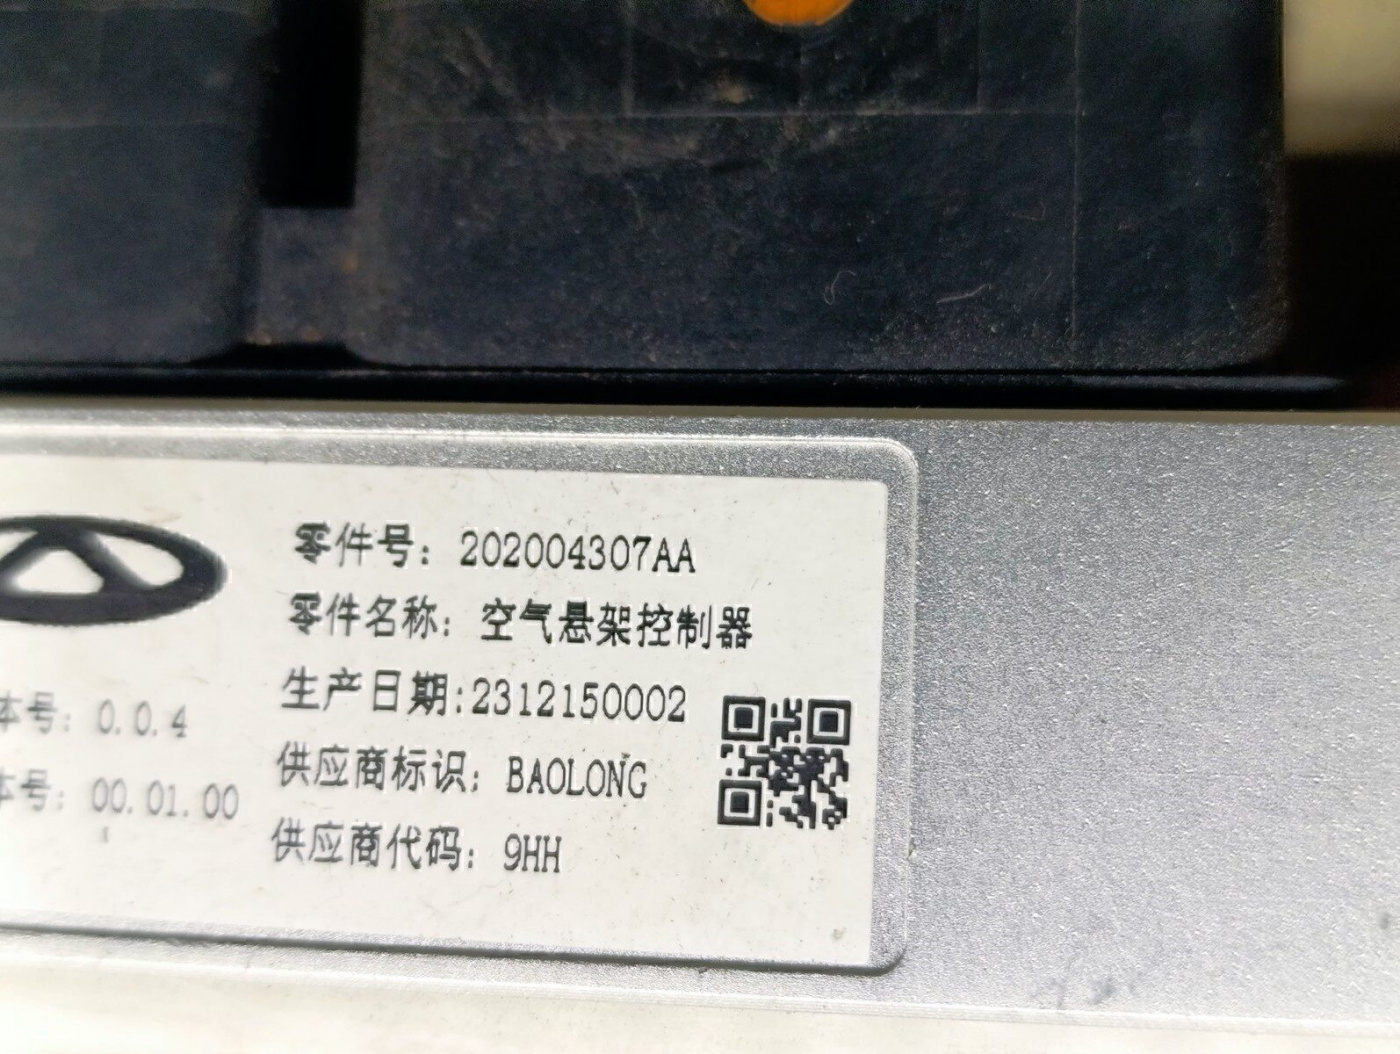 零件号：202004307AA
零件名称：空气悬架控制器
生产日期:2312150002
本号：0.0.4
供应商标识：BAOLONG
本号：00.01.00
供应商代码：9HH